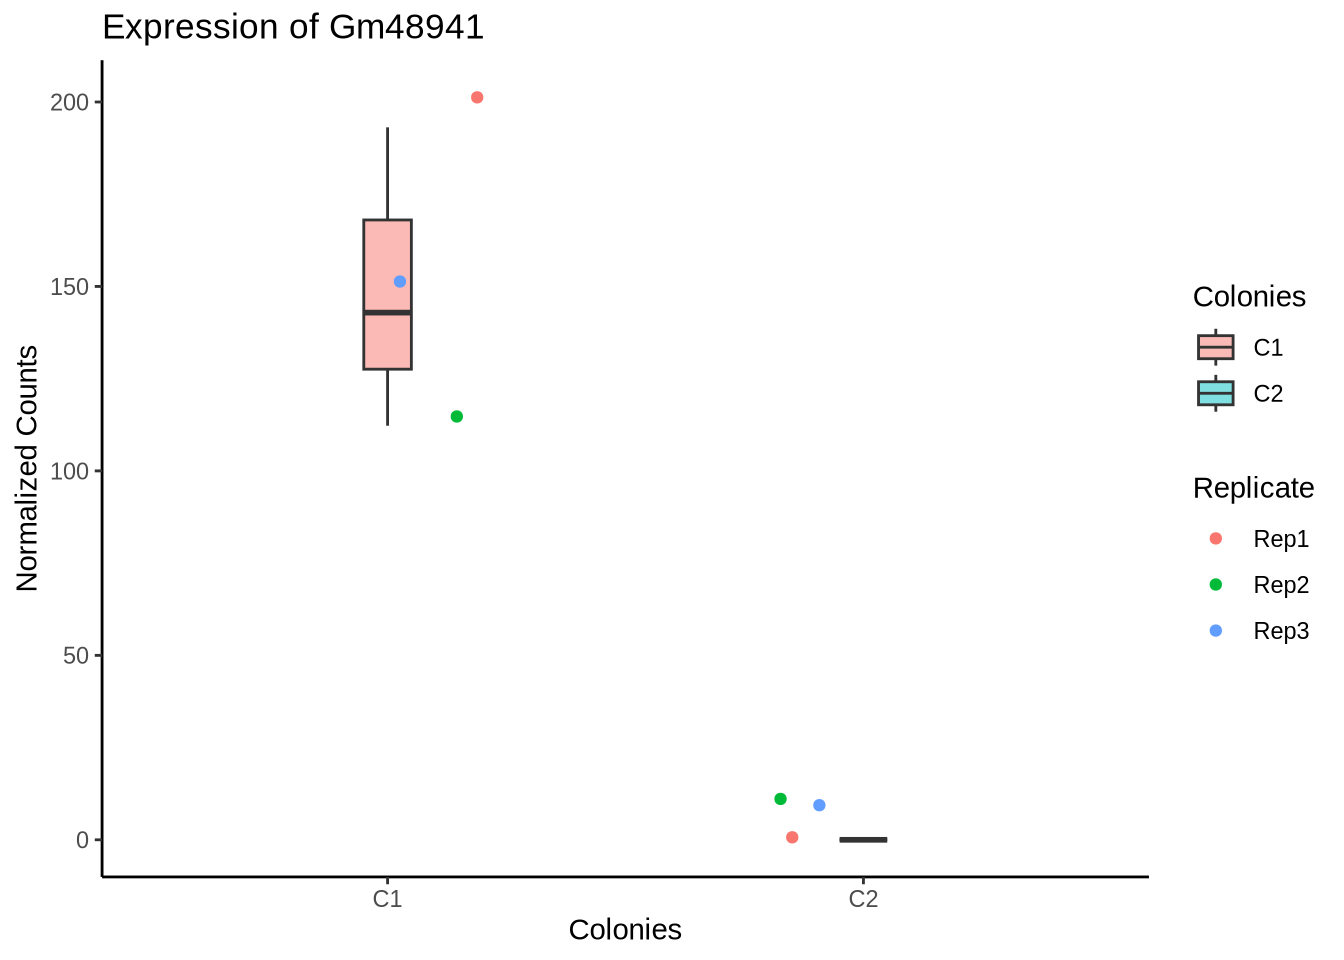 Expression of Gm48941
200
150
100
50
0
Normalized Counts
C1
C2
Colonies
Colonies
C1
C2
Replicate
Rep1
Rep2
Rep3